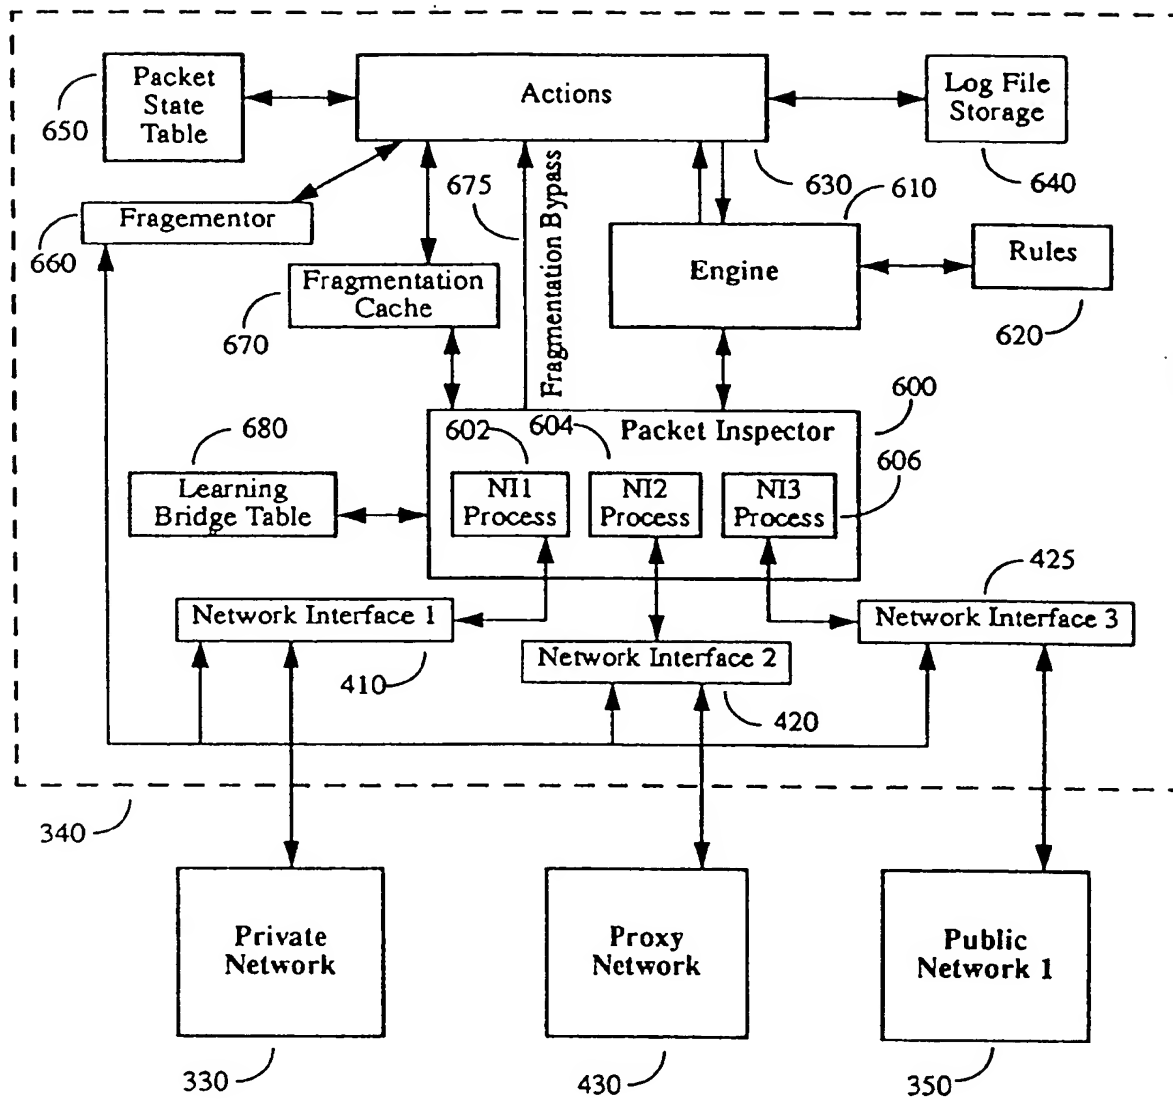 Packet
State
Table
650
Actions
Log File
Storage
640
630
610
675
Fragmentation Bypass
Fragementor
660
Fragmentation
Cache
670
Engine
Rules
620
600
Packet Inspector
602
604
606
680
Learning
Bridge Table
NI1
Process
NI2
Process
NI3
Process
425
Network Interface 1
410
Network Interface 2
420
Network Interface 3
340
Private
Network
330
Proxy
Network
430
Public
Network 1
350